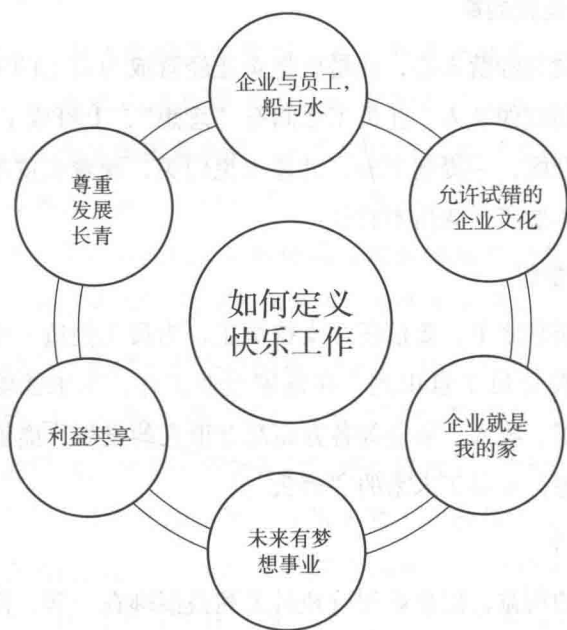 企业与员工，
船与水
尊重
发展
长青
允许试错的
企业文化
如何定义
快乐工作
利益共享
企业就是
我的家
未来有梦
想事业